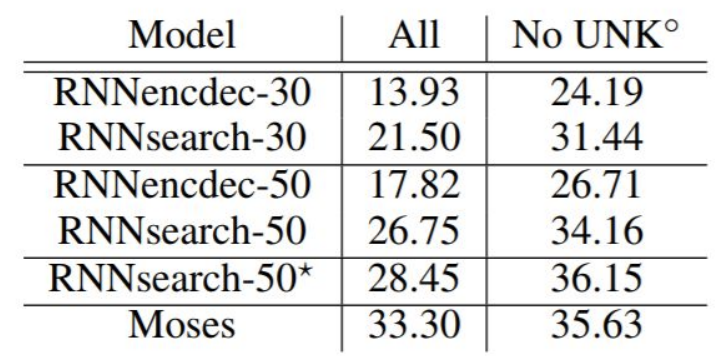 Model All No UNK°
RNNencdec-30 13.93 24.19
RNNsearch-30 21.50 31.44
RNNencdec-50 17.82 26.71
RNNsearch-50 26.75 34.16
RNNsearch-50⋆ 28.45 36.15
Moses 33.30 35.63